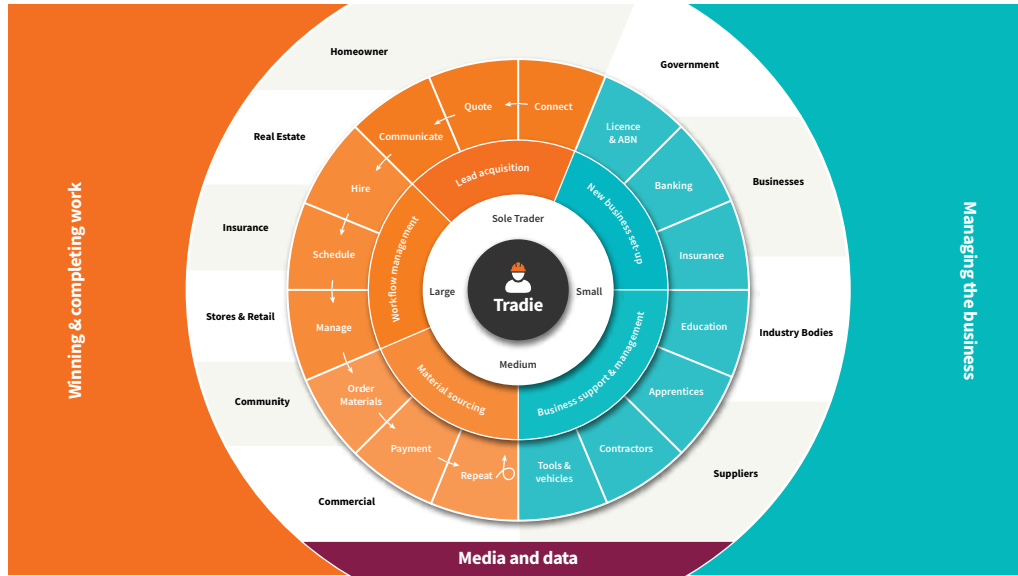 Homeowner
Government
Real Estate
Businesses
Insurance
Stores & Retail
Industry Bodies
Community
Suppliers
Commercial
Winning & completing work
Managing the business
Connect
Quote
Communicate
Hire
Schedule
Manage
Order
Materials
Payment
Repeat
Licence
& ABN
Banking
Insurance
Education
Apprentices
Contractors
Tools &
vehicles
Lead acquisition
Workflow management
Material sourcing
New business set-up
Business support & management
Sole Trader
Large
Small
Medium
Tradie
Media and data